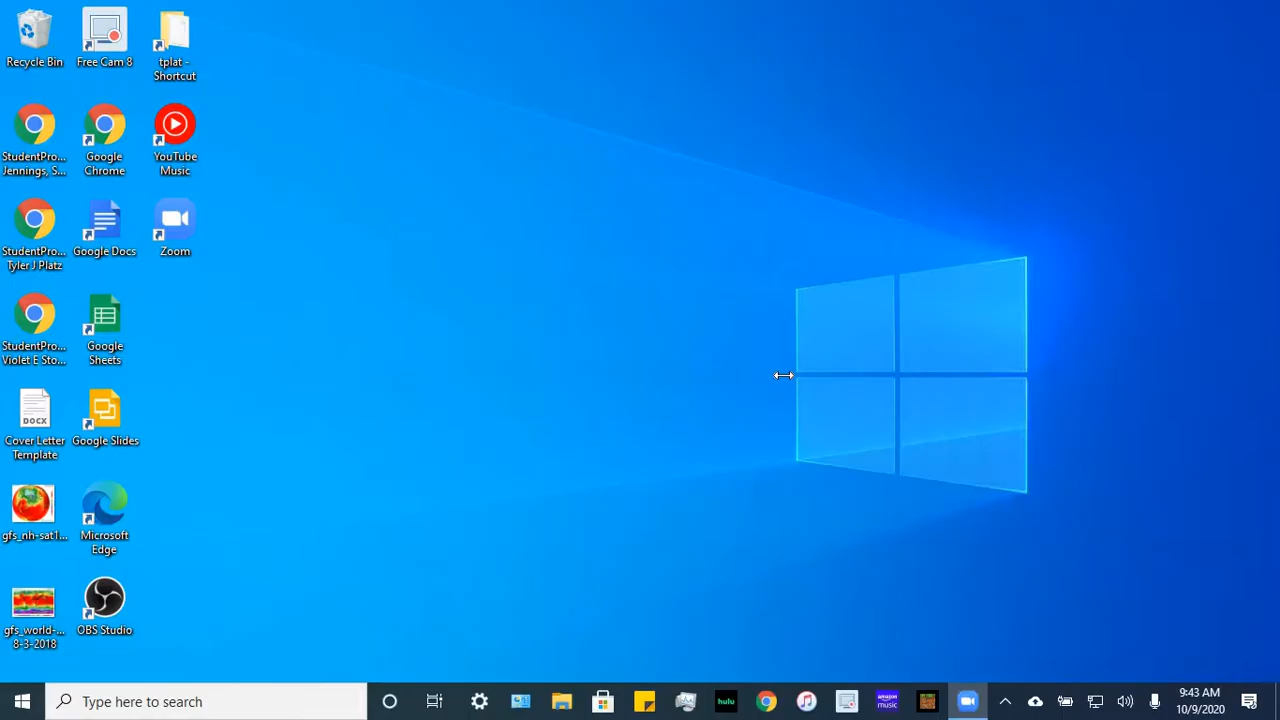 Recycle Bin
Free Cam 8
tplat -
Shortcut
StudentPro...
Jennings, S...
Google
Chrome
YouTube
Music
StudentPro...
Tyler J Platz
Google Docs
Zoom
StudentPro...
Violet E Sto...
Google
Sheets
DOCX
Cover Letter
Template
Google Slides
gfs_nh-sat1...
Microsoft
Edge
gfs_world-...
8-3-2018
OBS Studio
Type here to search
hulu
amazon
music
9:43 AM
10/9/2020